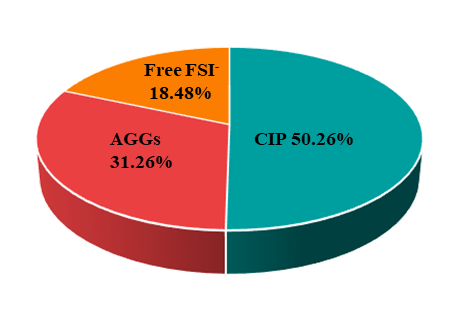 Free FSI⁻
18.48%
AGGs
31.26%
CIP 50.26%